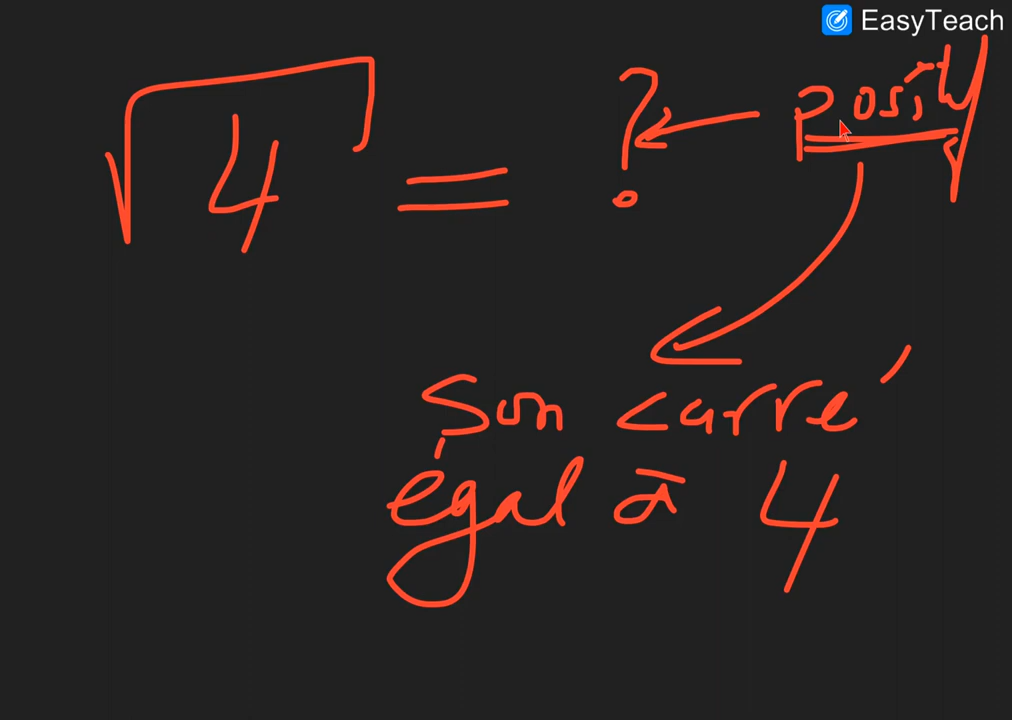 EasyTeach
√4 = ? ← positif
Son carré
égal à 4